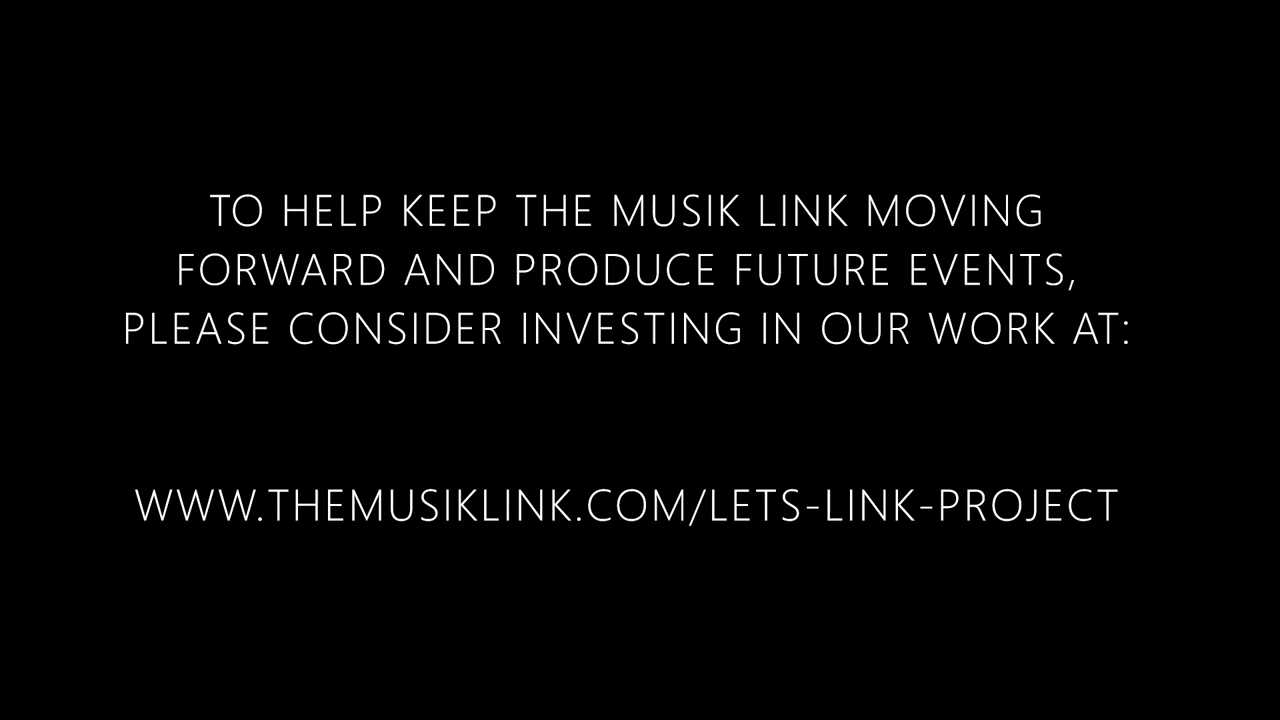 TO HELP KEEP THE MUSIK LINK MOVING
FORWARD AND PRODUCE FUTURE EVENTS,
PLEASE CONSIDER INVESTING IN OUR WORK AT:
WWW.THEMUSIKLINK.COM/LETS-LINK-PROJECT